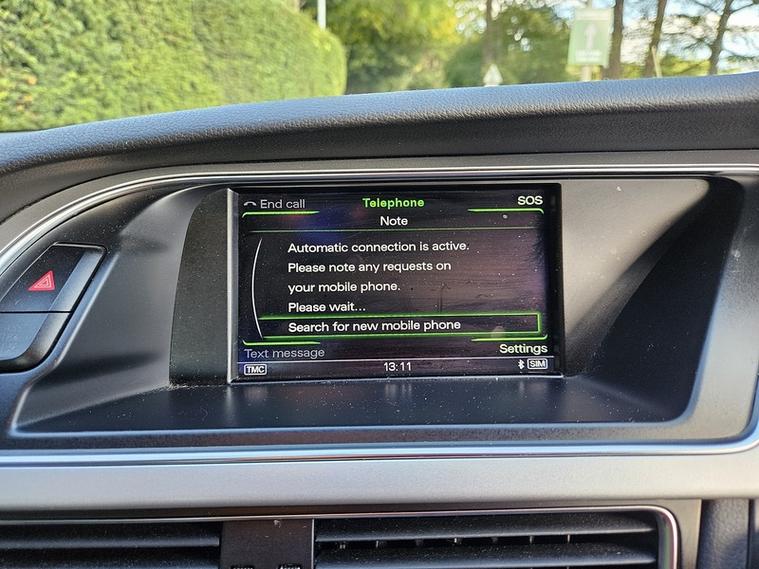 End call Telephone SOS
Note
Automatic connection is active.
Please note any requests on
your mobile phone.
Please wait...
Search for new mobile phone
Text message Settings
TMC 13:11 SIM